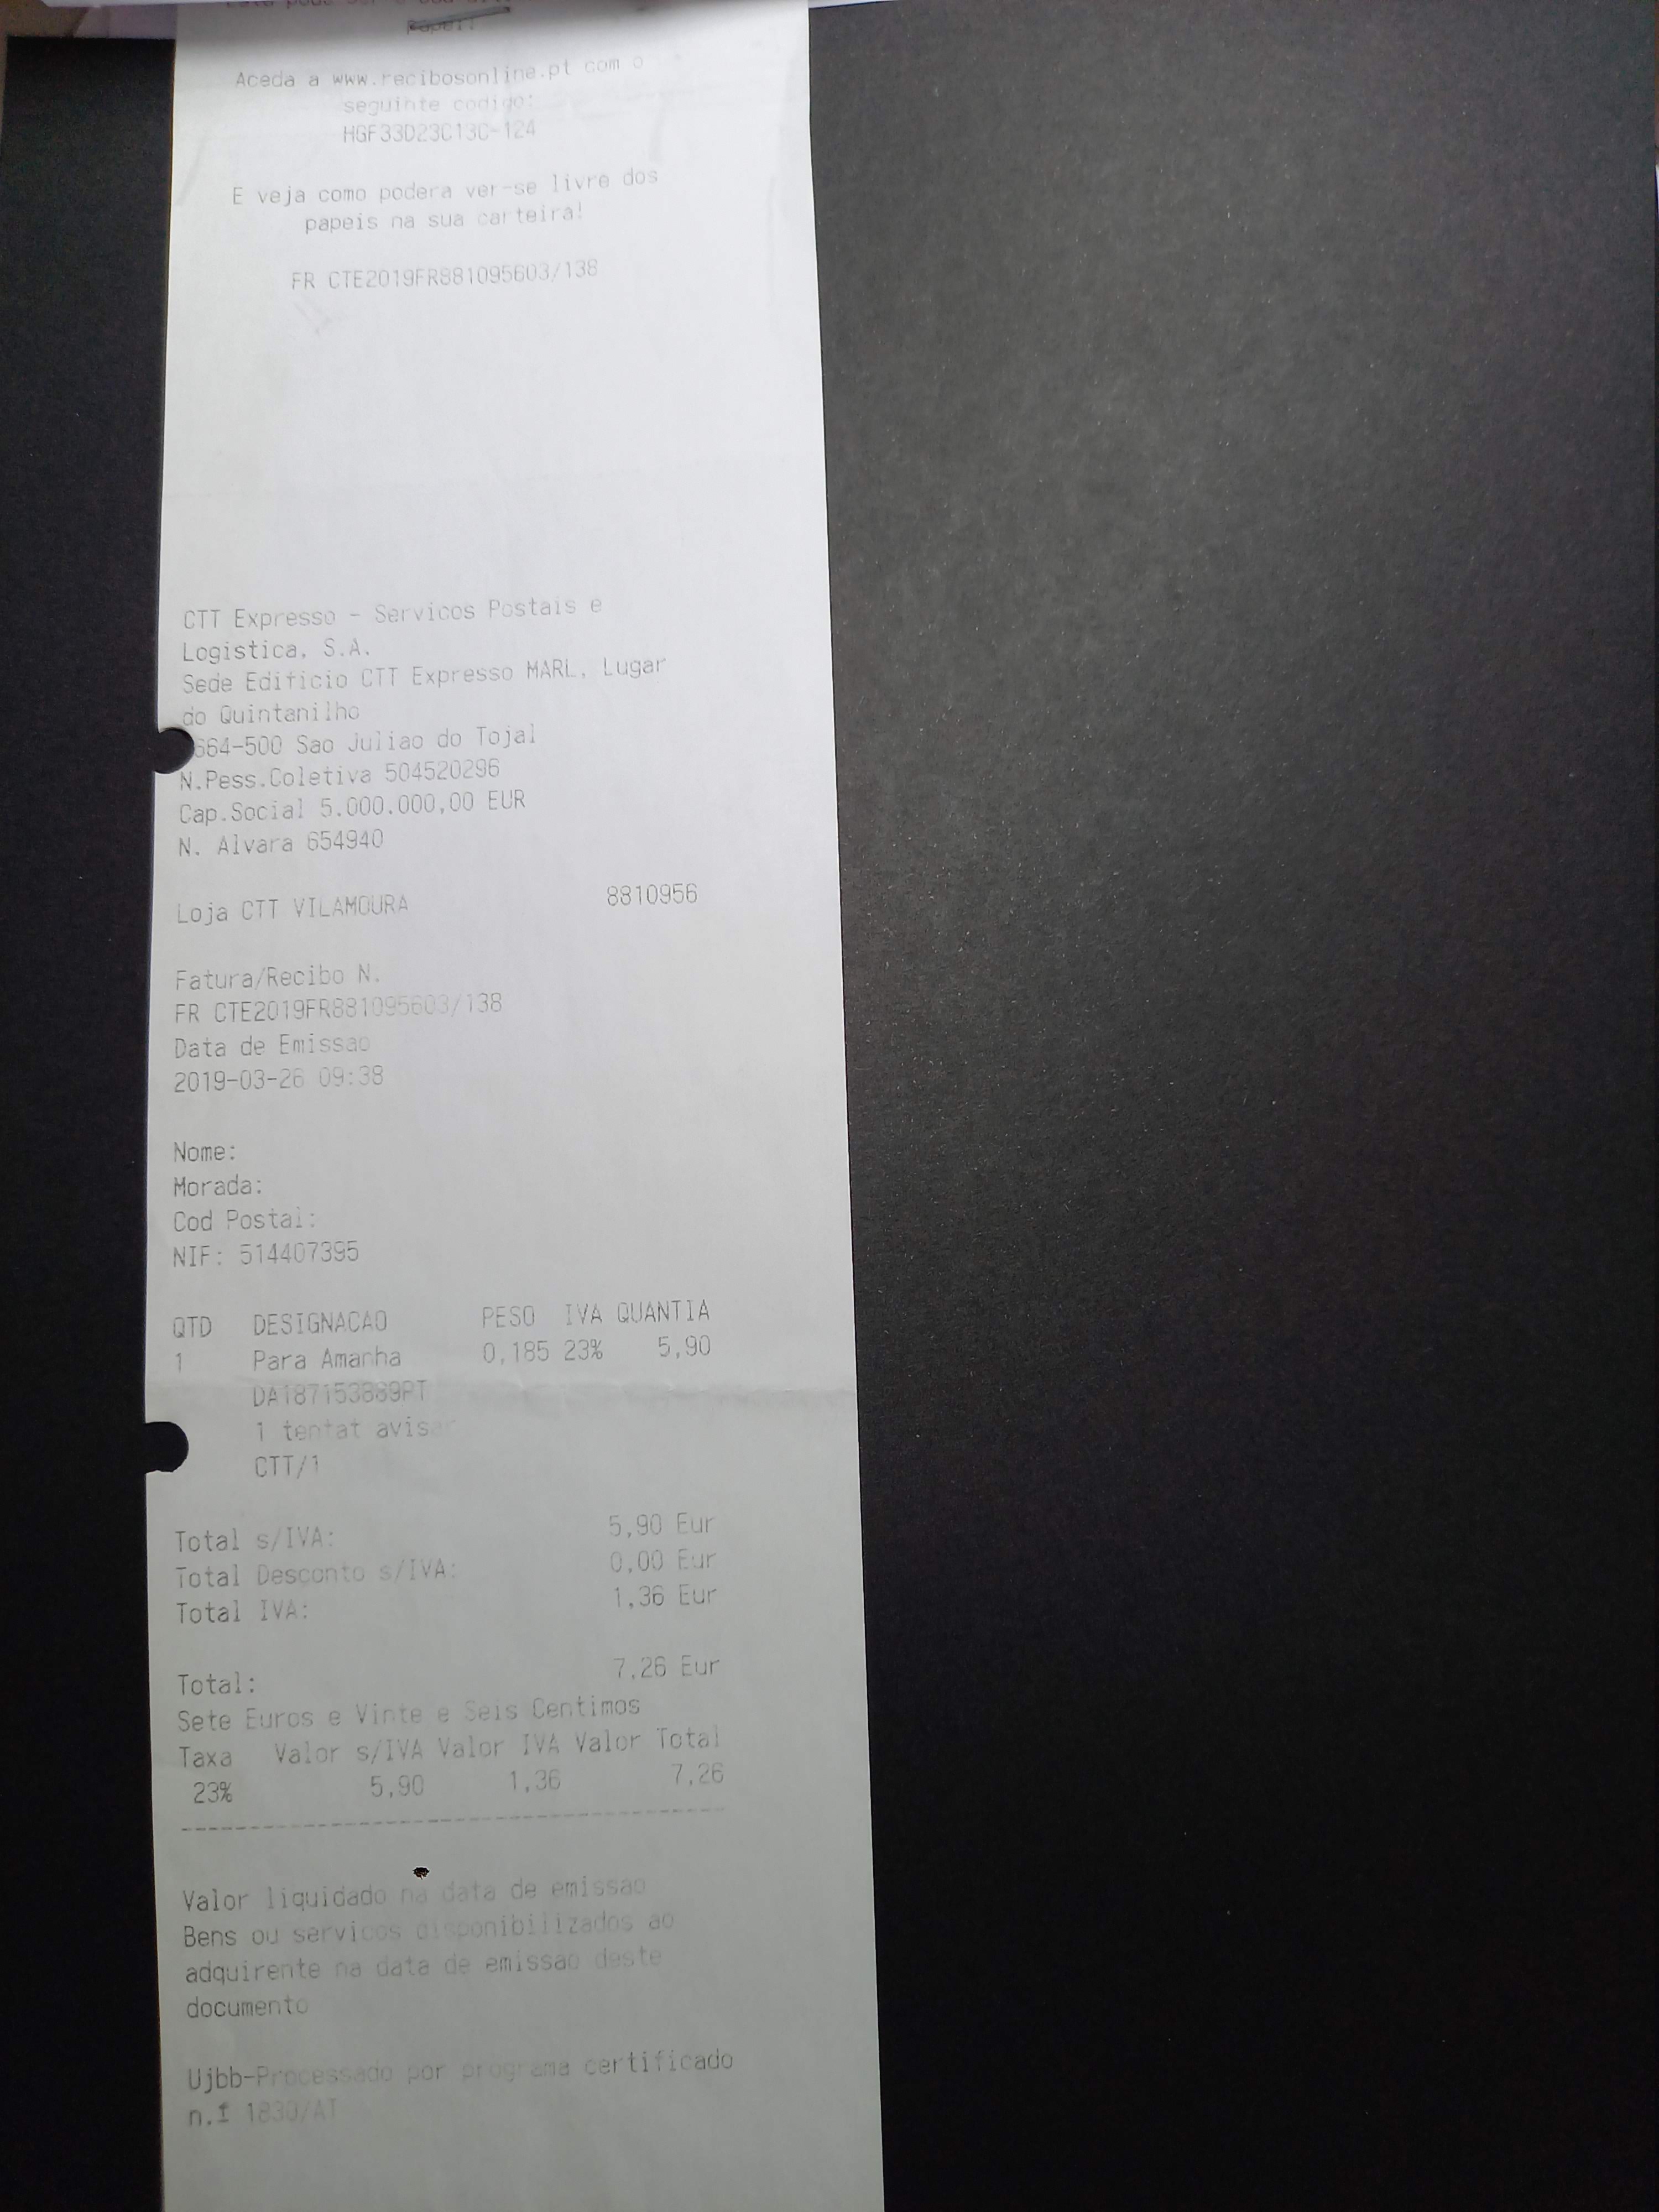 Aceda a www.recibosonline.pt com o
seguinte codigo:
HGF33D23C13C-124
E veja como podera ver-se livre dos
papeis na sua carteira!
FR CTE2019FR881095603/138
CTT Expresso - Servicos Postais e
Logistica, S.A.
Sede Edificio CTT Expresso MARL, Lugar
do Quintanilho
664-500 Sao Juliao do Tojal
N.Pess.Coletiva 504520296
Cap.Social 5.000.000,00 EUR
N. Alvara 654940
Loja CTT VILAMOURA 8810956
Fatura/Recibo N.
FR CTE2019FR881095603/138
Data de Emissao
2019-03-26 09:38
Nome:
Morada:
Cod Postal:
NIF: 514407395
QTD DESIGNACAO PESO IVA QUANTIA
1 Para Amanha 0,185 23% 5,90
DA187153869PT
1 tentat avisar
CTT/1
Total s/IVA: 5,90 Eur
Total Desconto s/IVA: 0,00 Eur
Total IVA: 1,36 Eur
Total: 7,26 Eur
Sete Euros e Vinte e Seis Centimos
Taxa Valor s/IVA Valor IVA Valor Total
23% 5,90 1,36 7,26
Valor liquidado na data de emissao
Bens ou servicos disponibilizados ao
adquirente na data de emissao deste
documento
Ujbb-Processado por programa certificado
n.º 1830/AT